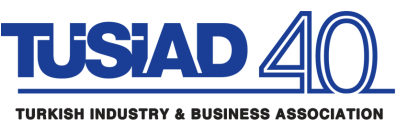 TÜSİAD 40
TURKISH INDUSTRY & BUSINESS ASSOCIATION